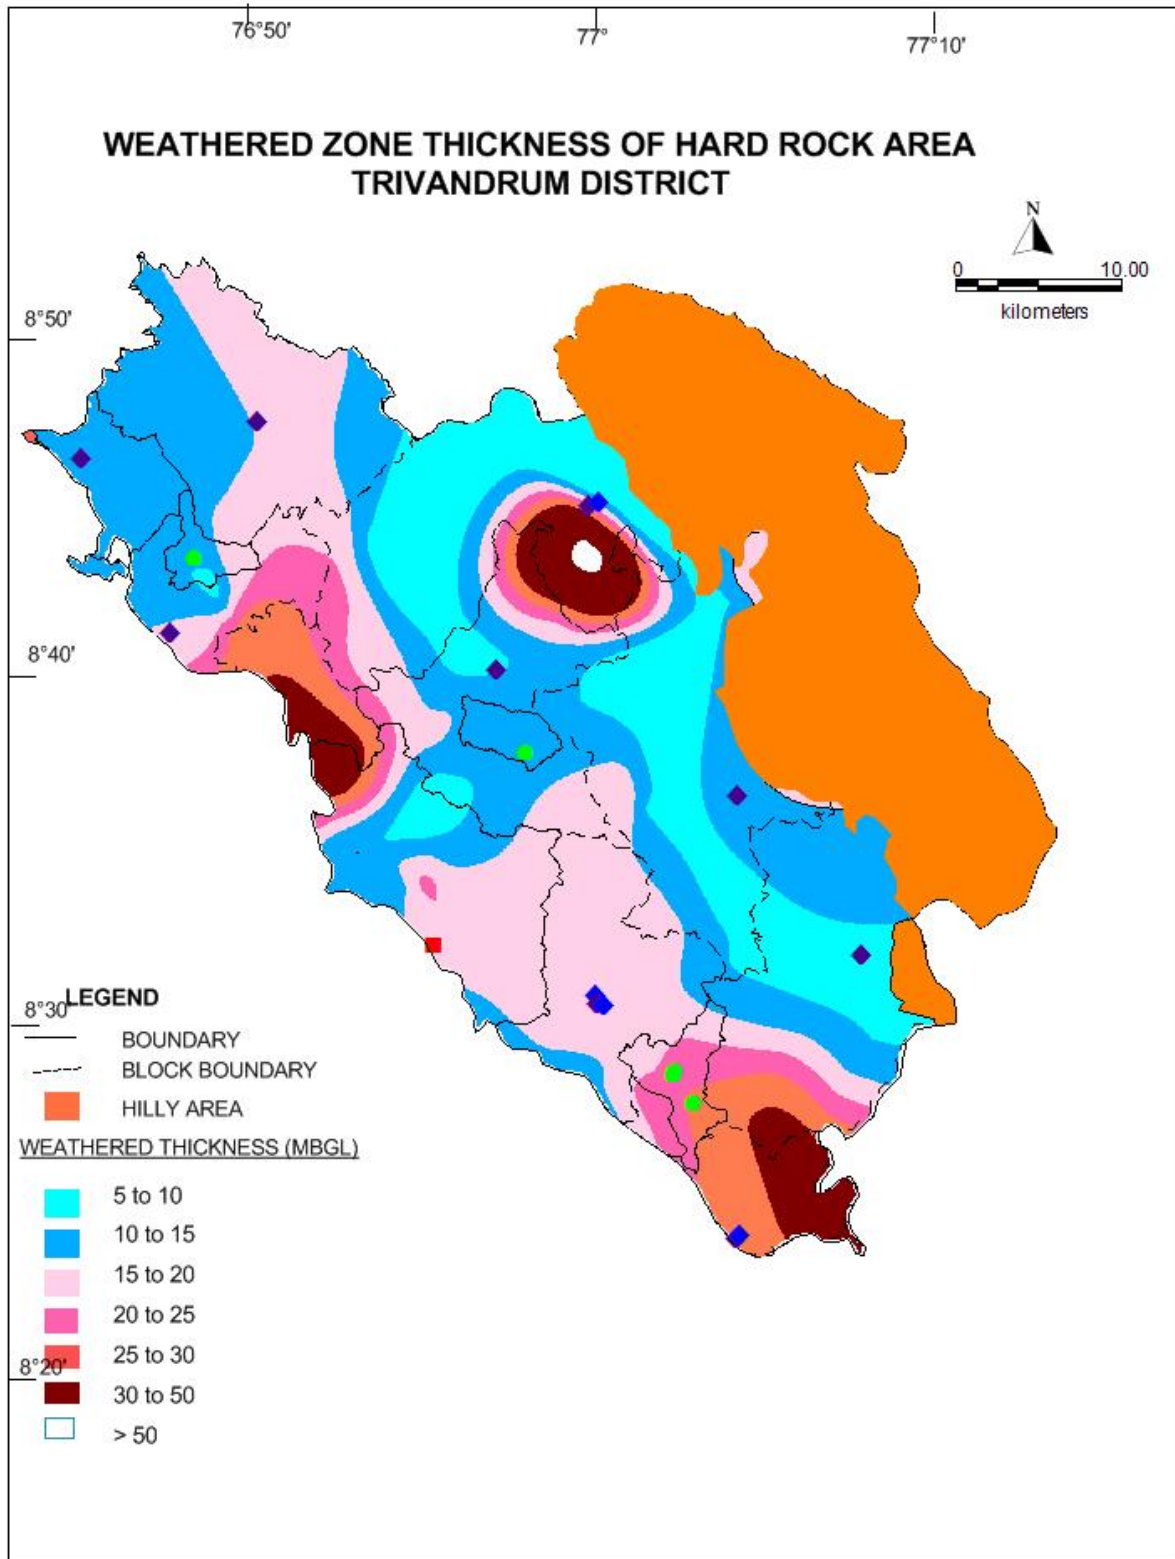 76°50'
77°
77°10'
WEATHERED ZONE THICKNESS OF HARD ROCK AREA
TRIVANDRUM DISTRICT
N
0 10.00
kilometers
8°50'
8°40'
8°30'
LEGEND
BOUNDARY
BLOCK BOUNDARY
HILLY AREA
WEATHERED THICKNESS (MBGL)
5 to 10
10 to 15
15 to 20
20 to 25
25 to 30
8°20'
30 to 50
> 50